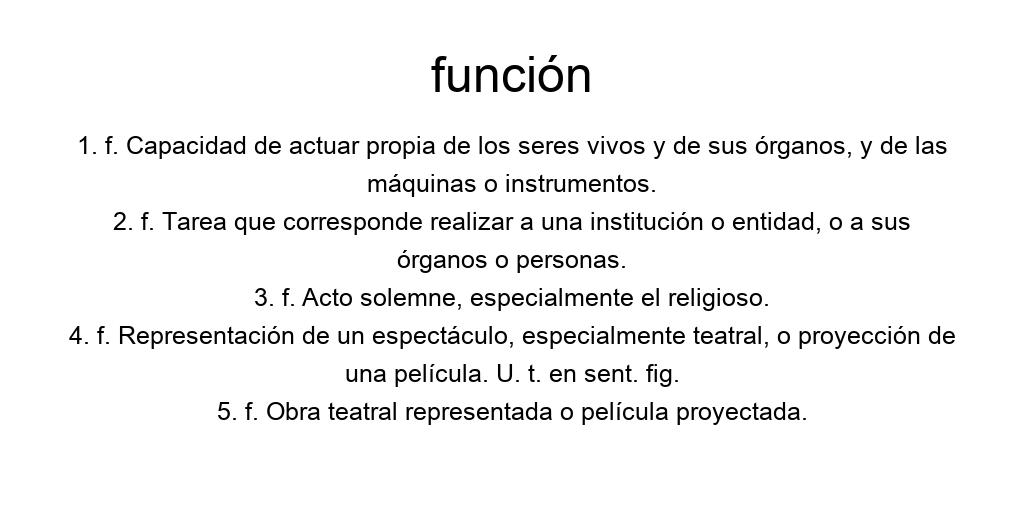 función
1. f. Capacidad de actuar propia de los seres vivos y de sus órganos, y de las
máquinas o instrumentos.
2. f. Tarea que corresponde realizar a una institución o entidad, o a sus
órganos o personas.
3. f. Acto solemne, especialmente el religioso.
4. f. Representación de un espectáculo, especialmente teatral, o proyección de
una película. U. t. en sent. fig.
5. f. Obra teatral representada o película proyectada.